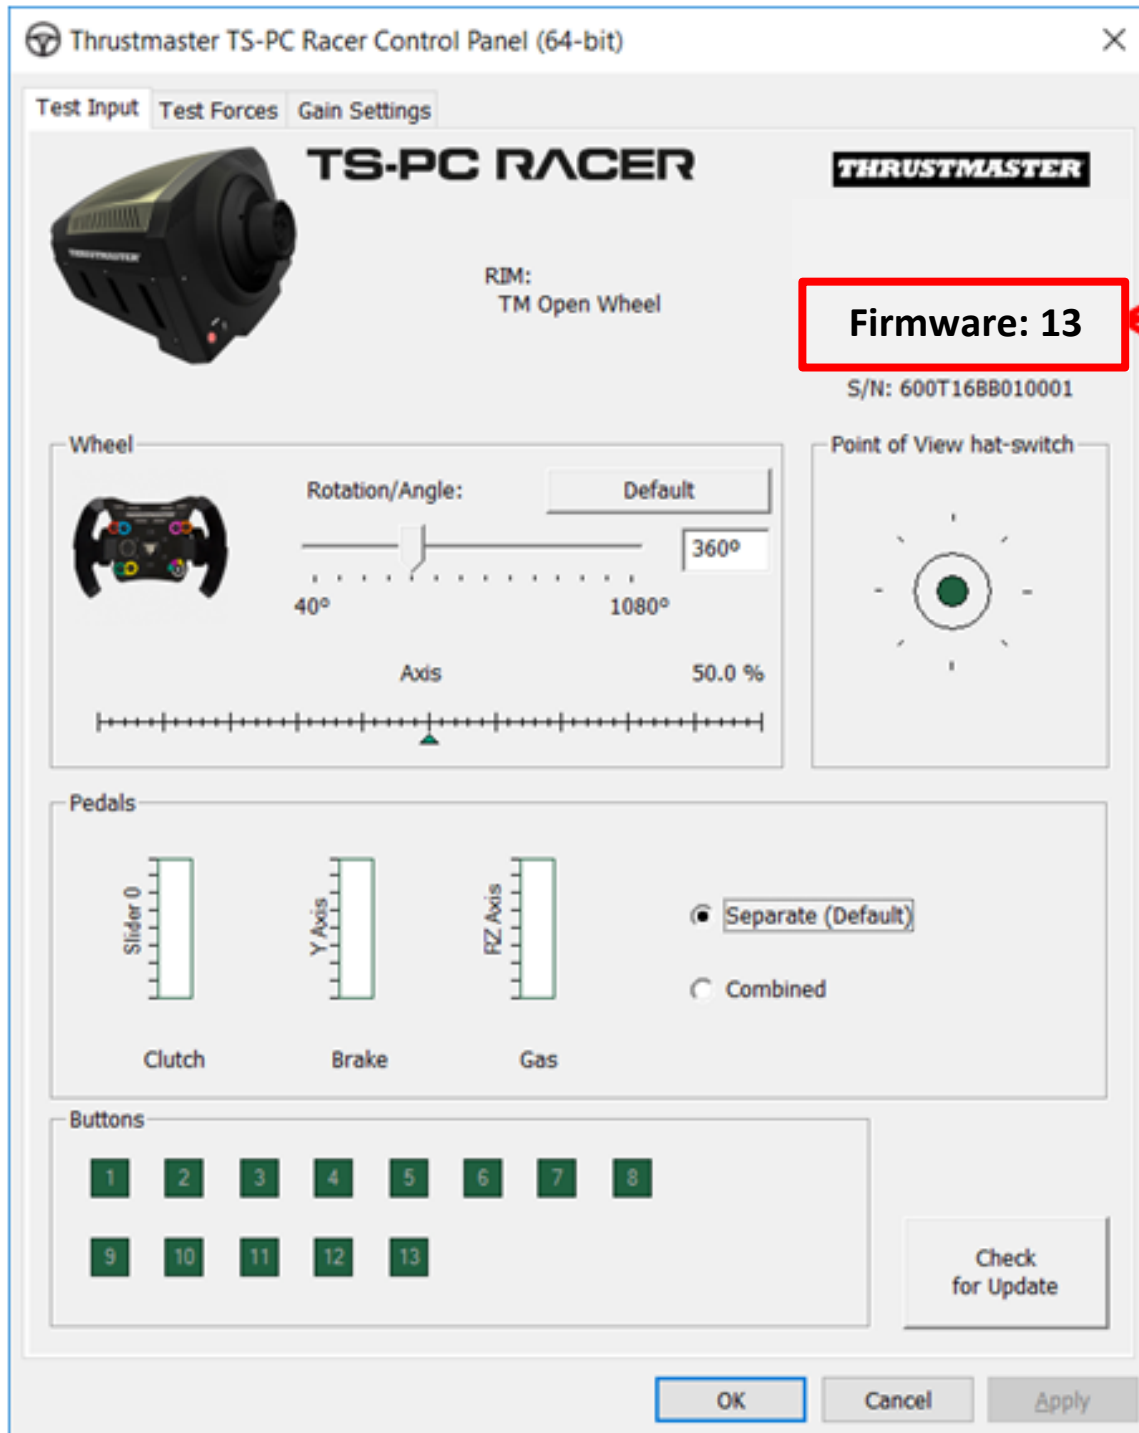 Thrustmaster TS-PC Racer Control Panel (64-bit)
Test Input Test Forces Gain Settings
TS-PC RACER
THRUSTMASTER
THRUSTMASTER
RIM:
TM Open Wheel
Firmware: 13
S/N: 600T16BB010001
Wheel
Rotation/Angle:
Default
360º
40º
1080º
Axis
50.0 %
Point of View hat-switch
Pedals
Slider 0
Y Axis
RZ Axis
Clutch
Brake
Gas
Separate (Default)
Combined
Buttons
1 2 3 4 5 6 7 8
9 10 11 12 13
Check
for Update
OK
Cancel
Apply